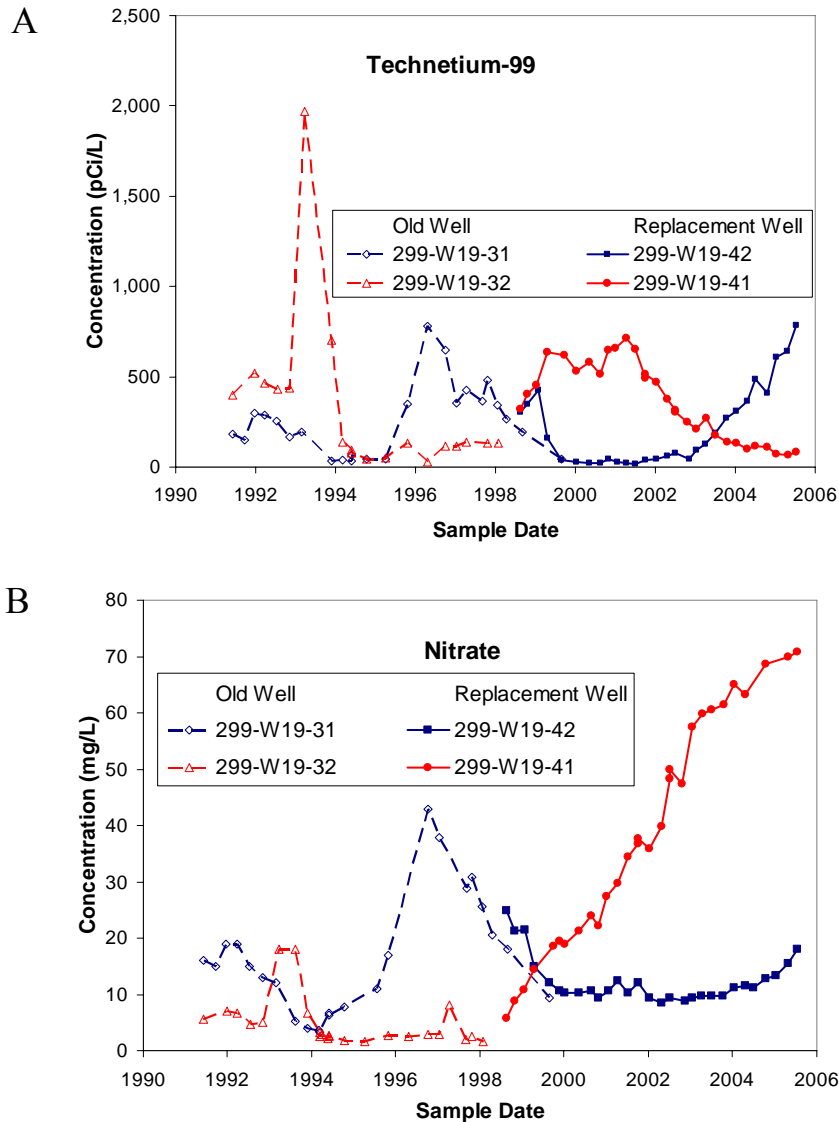 A
Technetium-99
2,500
2,000
1,500
1,000
500
0
Concentration (pCi/L)
Old Well Replacement Well
299-W19-31 299-W19-42
299-W19-32 299-W19-41
1990 1992 1994 1996 1998 2000 2002 2004 2006
Sample Date
B
Nitrate
80
70
60
50
40
30
20
10
0
Concentration (mg/L)
Old Well Replacement Well
299-W19-31 299-W19-42
299-W19-32 299-W19-41
1990 1992 1994 1996 1998 2000 2002 2004 2006
Sample Date